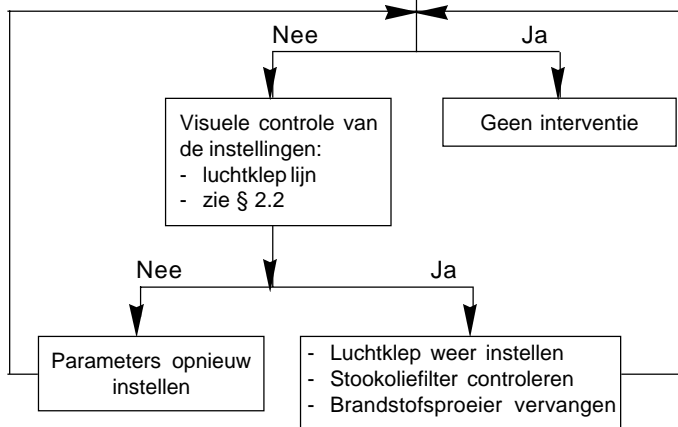 Nee
Ja
Visuele controle van
de instellingen:
- luchtklep lijn
- zie § 2.2
Geen interventie
Nee
Ja
Parameters opnieuw
instellen
- Luchtklep weer instellen
- Stookoliefilter controleren
- Brandstofsproeier vervangen